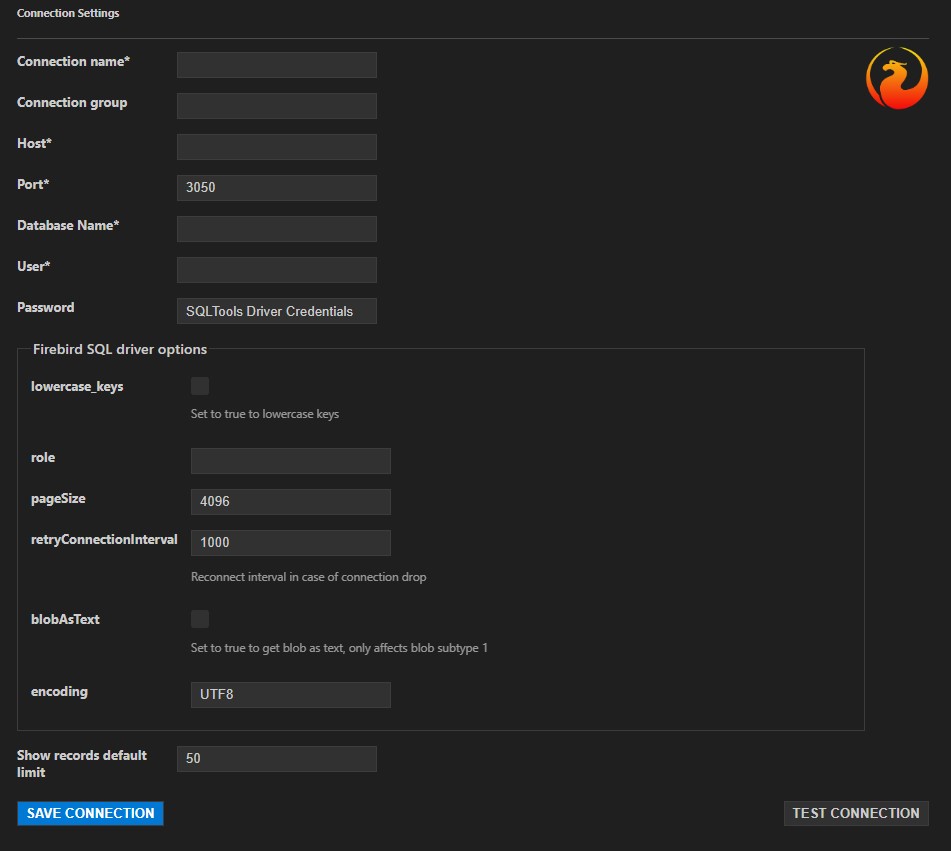 Connection Settings
Connection name*
Connection group
Host*
Port*
3050
Database Name*
User*
Password
SQLTools Driver Credentials
Firebird SQL driver options
lowercase_keys
Set to true to lowercase keys
role
pageSize
4096
retryConnectionInterval
1000
Reconnect interval in case of connection drop
blobAsText
Set to true to get blob as text, only affects blob subtype 1
encoding
UTF8
Show records default
limit
50
SAVE CONNECTION
TEST CONNECTION